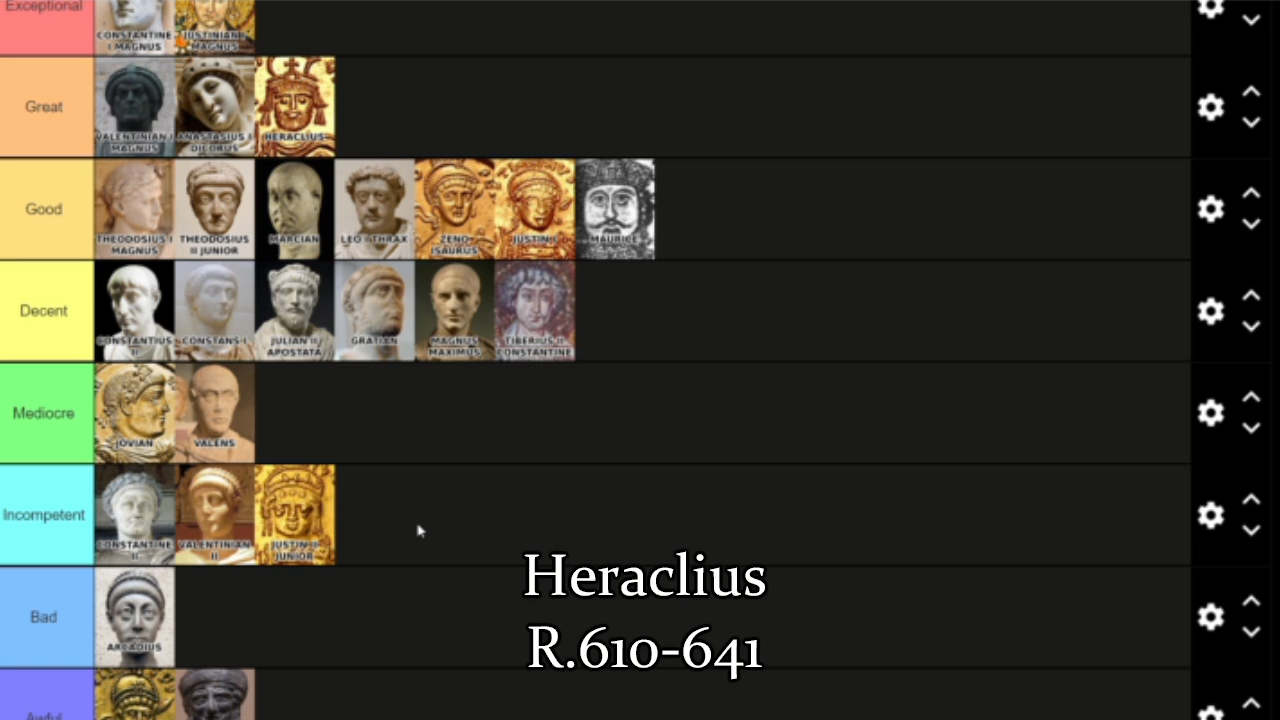 Exceptional
CONSTANTINE
I MAGNUS
JUSTINIAN I
MAGNUS
Great
VALENTINIAN I
MAGNUS
ANASTASIUS I
DICORUS
HERACLIUS
Good
THEODOSIUS I
MAGNUS
THEODOSIUS
II JUNIOR
MARCIAN
LEO I THRAX
ZENO
ISAURUS
JUSTIN I
MAURICE
Decent
CONSTANTIUS
II
CONSTANS I
JULIAN II
APOSTATA
GRATIAN
MAGNUS
MAXIMUS
TIBERIUS II
CONSTANTINE
Mediocre
JOVIAN
VALENS
Incompetent
CONSTANTINE
II
VALENTINIAN
II
JUSTIN II
JUNIOR
Heraclius
R.610-641
Bad
ARCADIUS
Awful